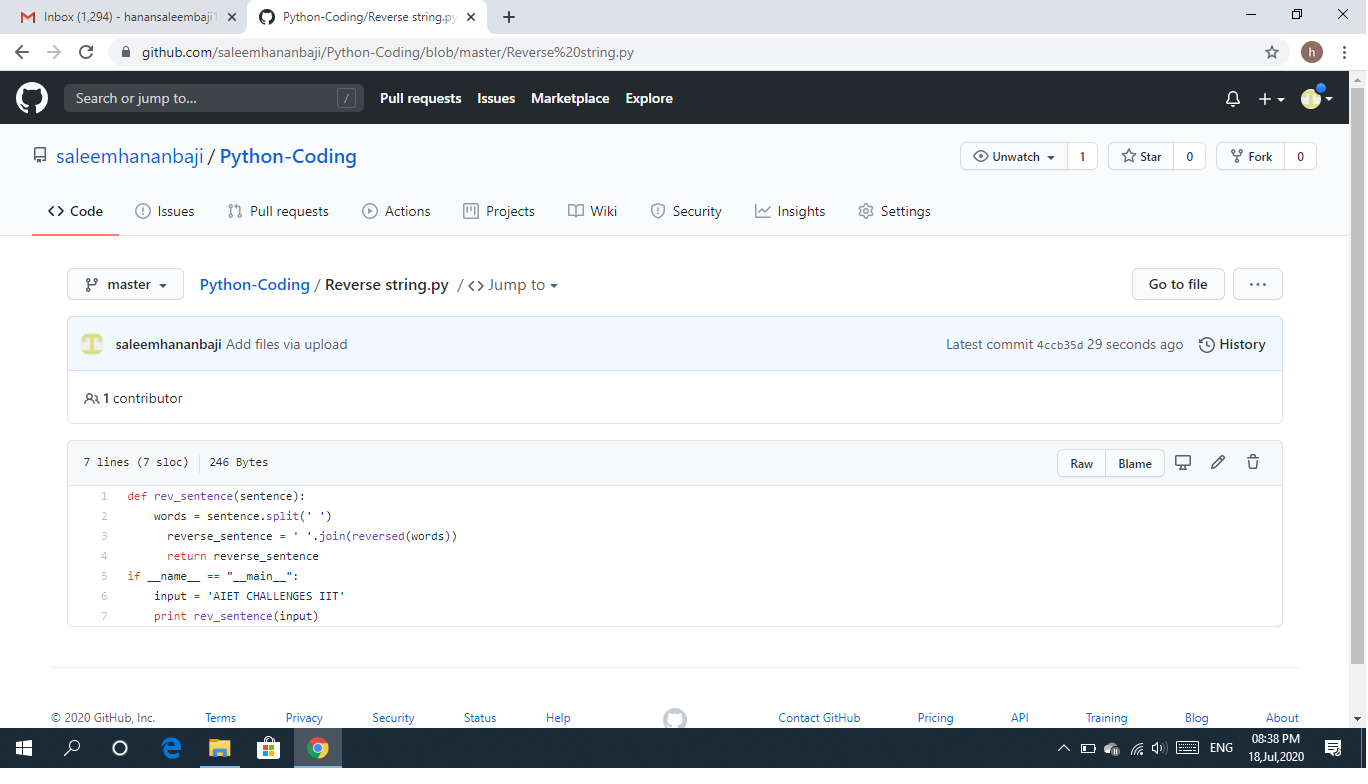 Inbox (1,294) - hanansaleembaji1
Python-Coding/Reverse string.py
github.com/saleemhananbaji/Python-Coding/blob/master/Reverse%20string.py
h
Search or jump to... /
Pull requests Issues Marketplace Explore
saleemhananbaji / Python-Coding
Unwatch 1 Star 0 Fork 0
Code Issues Pull requests Actions Projects Wiki Security Insights Settings
master Python-Coding / Reverse string.py / <> Jump to Go to file ...
saleemhananbaji Add files via upload Latest commit 4ccb35d 29 seconds ago History
1 contributor
7 lines (7 sloc) 246 Bytes Raw Blame
1 def rev_sentence(sentence):
2     words = sentence.split(' ')
3       reverse_sentence = ' '.join(reversed(words))
4       return reverse_sentence
5 if __name__ == "__main__":
6     input = 'AIET CHALLENGES IIT'
7     print rev_sentence(input)
© 2020 GitHub, Inc. Terms Privacy Security Status Help Contact GitHub Pricing API Training Blog About
ENG
08:38 PM
18,Jul,2020